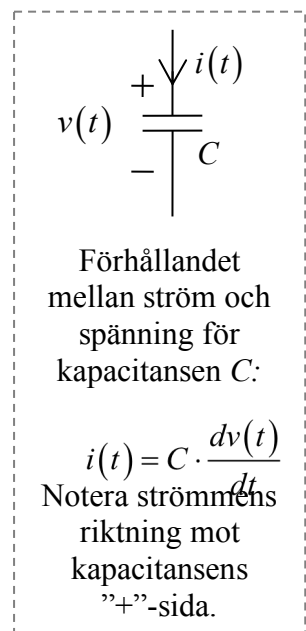 i(t)
+
v(t)
C
−
Förhållandet
mellan ström och
spänning för
kapacitansen C:
i(t) = C · dv(t)/dt
Notera strömmens
riktning mot
kapacitansens
”+”-sida.